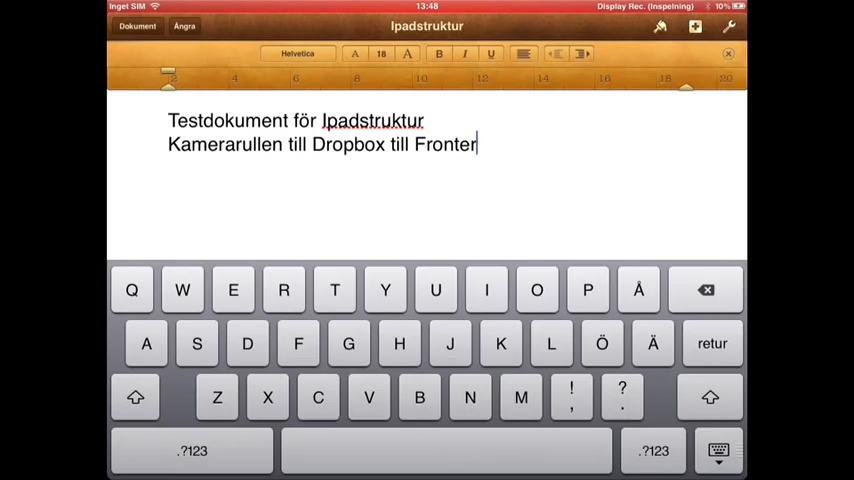 Inget SIM 13:48 Display Rec. (Inspelning) 10%
Dokument Ångra Ipadstruktur
Helvetica A 18 A B I U
2 4 6 8 10 12 14 16 18 20
Testdokument för Ipadstruktur
Kamerarullen till Dropbox till Fronter
Q W E R T Y U I O P Å
A S D F G H J K L Ö Ä retur
Z X C V B N M ! , ? .
.?123 .?123